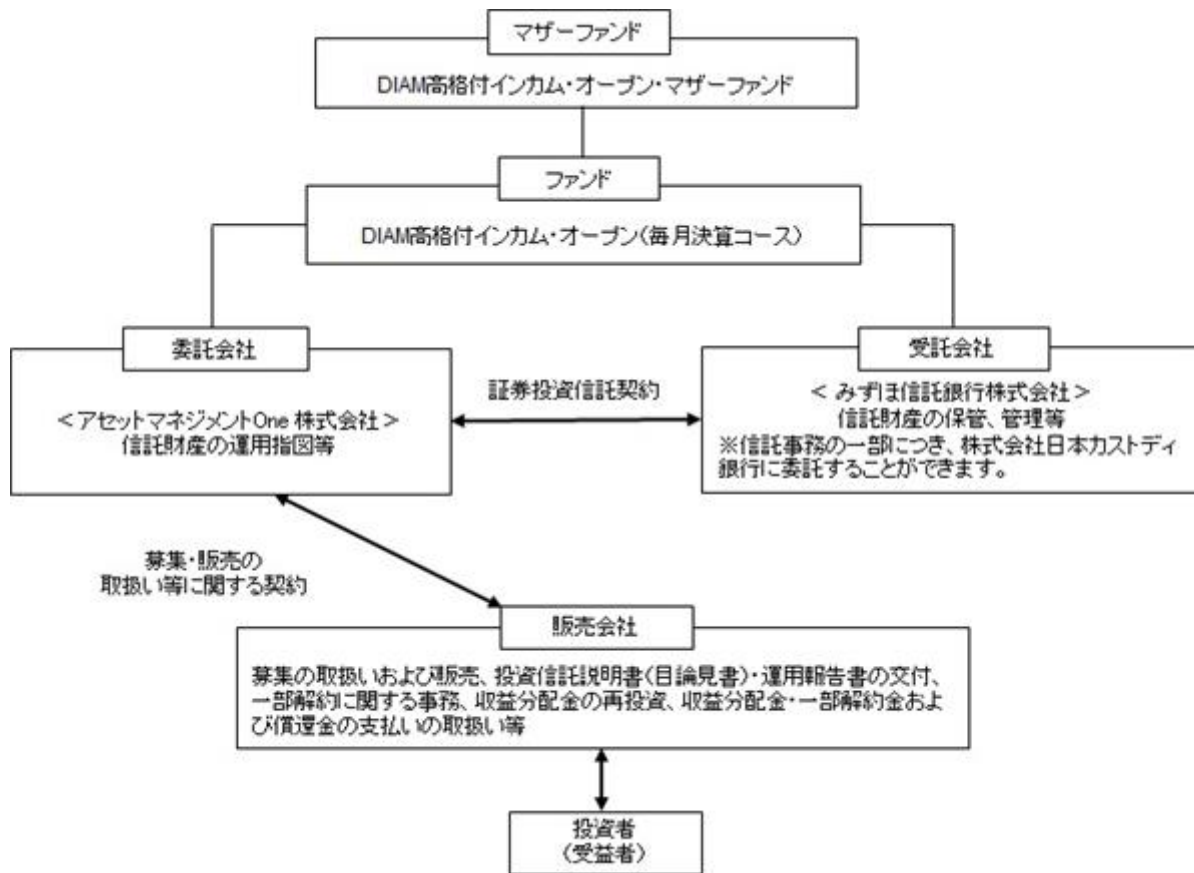 マザーファンド
DIAM高格付インカム・オープン・マザーファンド
ファンド
DIAM高格付インカム・オープン(毎月決算コース)
委託会社
<アセットマネジメントOne 株式会社>
信託財産の運用指図等
証券投資信託契約
受託会社
< みずほ信託銀行株式会社 >
信託財産の保管、管理等
※信託事務の一部につき、株式会社日本カストディ
銀行に委託することができます。
募集・販売の
取扱い等に関する契約
販売会社
募集の取扱いおよび販売、投資信託説明書(目論見書)・運用報告書の交付、
一部解約に関する事務、収益分配金の再投資、収益分配金・一部解約金およ
び償還金の支払いの取扱い等
投資者
(受益者)